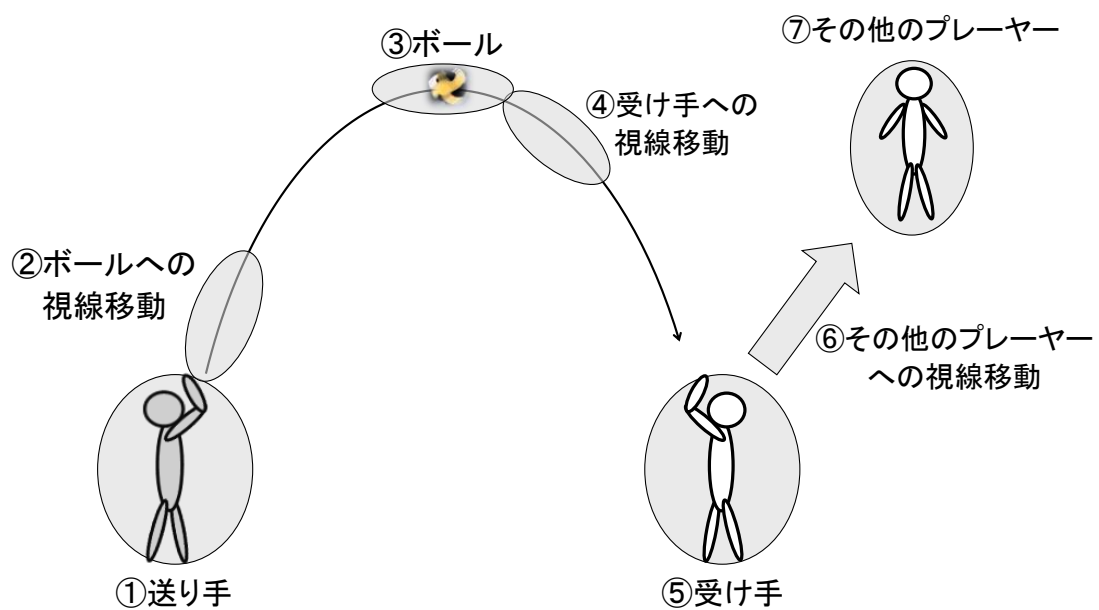 ①送り手
②ボールへの
視線移動
③ボール
④受け手への
視線移動
⑤受け手
⑥その他のプレーヤー
への視線移動
⑦その他のプレーヤー